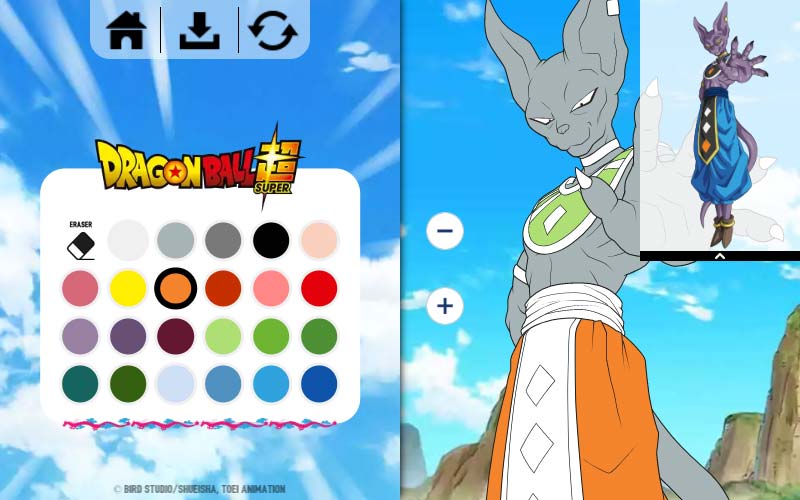 DRAGON BALL超
SUPER
ERASER
© BIRD STUDIO/SHUEISHA, TOEI ANIMATION